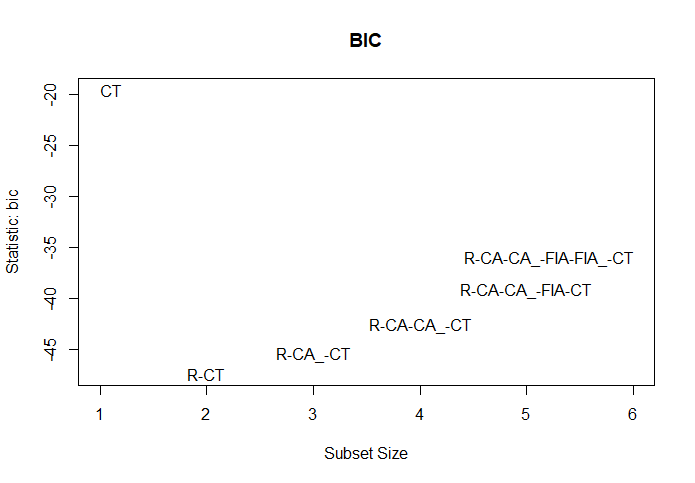 BIC
-20
CT
-25
-30
Statistic: bic
-35
R-CA-CA_-FIA-FIA_-CT
-40
R-CA-CA_-FIA-CT
R-CA-CA_-CT
-45
R-CA_-CT
R-CT
1 2 3 4 5 6
Subset Size